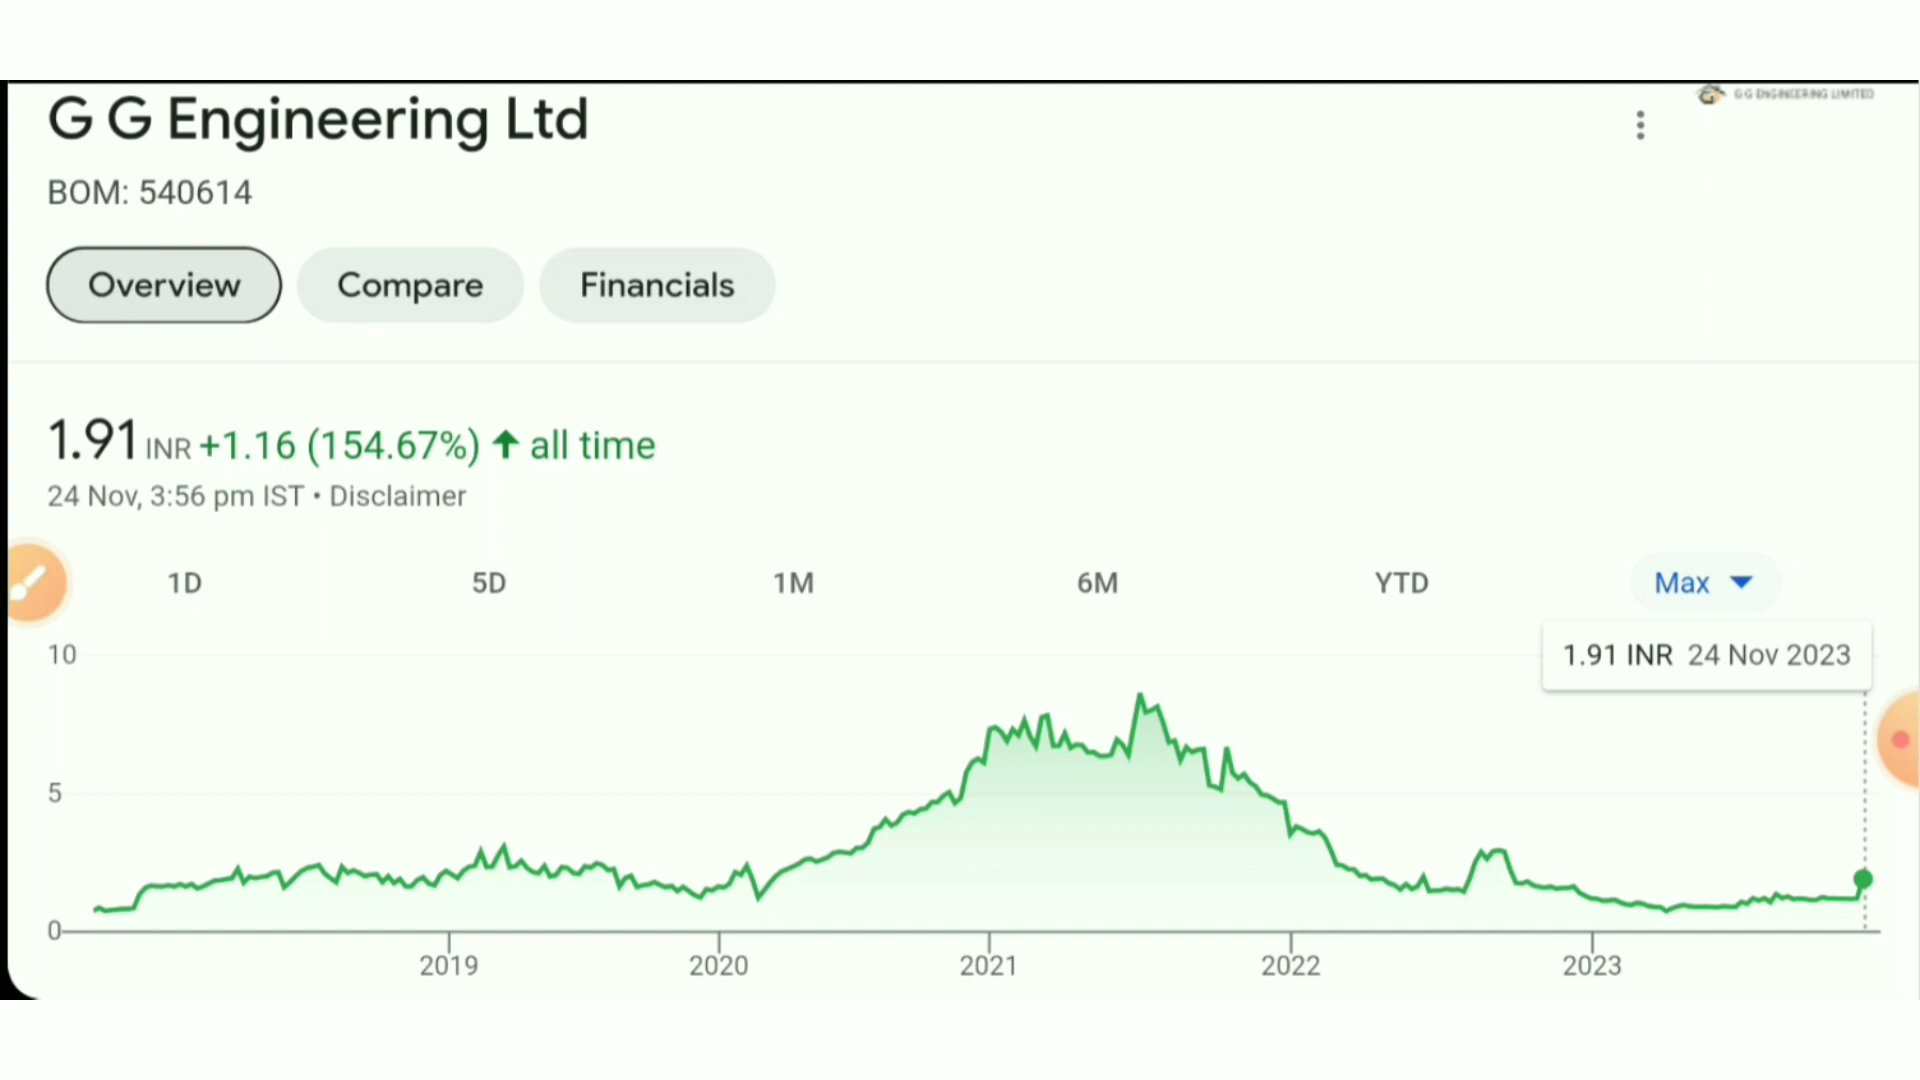 G G ENGINEERING LIMITED
G G Engineering Ltd
BOM: 540614
Overview Compare Financials
1.91 INR +1.16 (154.67%) ↑ all time
24 Nov, 3:56 pm IST • Disclaimer
1D 5D 1M 6M YTD Max
1.91 INR 24 Nov 2023
10
5
0
2019 2020 2021 2022 2023